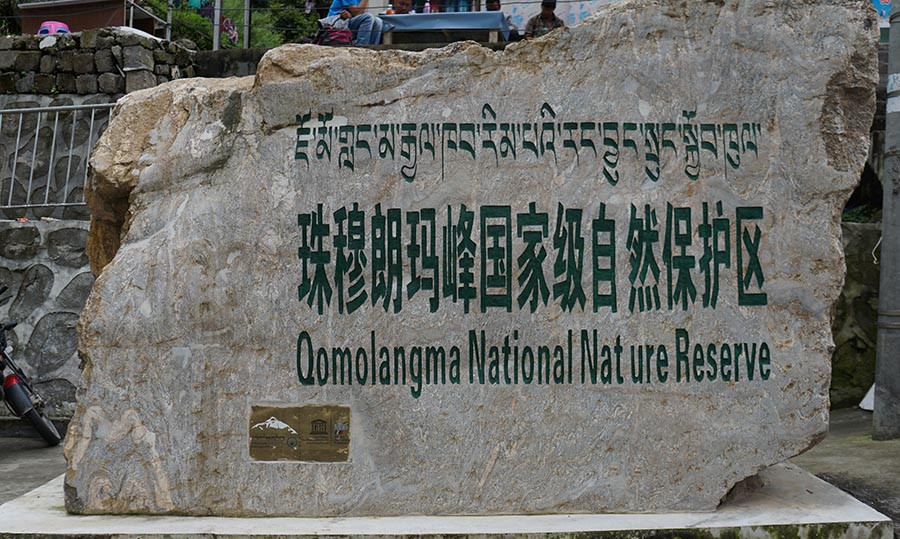 ཇོ་མོ་གླང་མ་རྒྱལ་ཁབ་རིམ་པའི་རང་བྱུང་སྲུང་སྐྱོབ་ཁུལ་
珠穆朗玛峰国家级自然保护区
Qomolangma National Nature Reserve